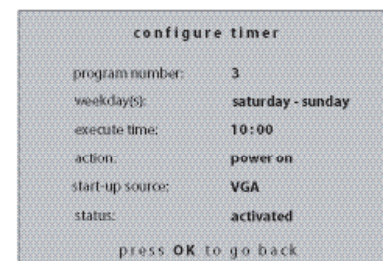 configure timer
program number: 3
weekday(s): saturday - sunday
execute time: 10:00
action: power on
start-up source: VGA
status: activated
press OK to go back